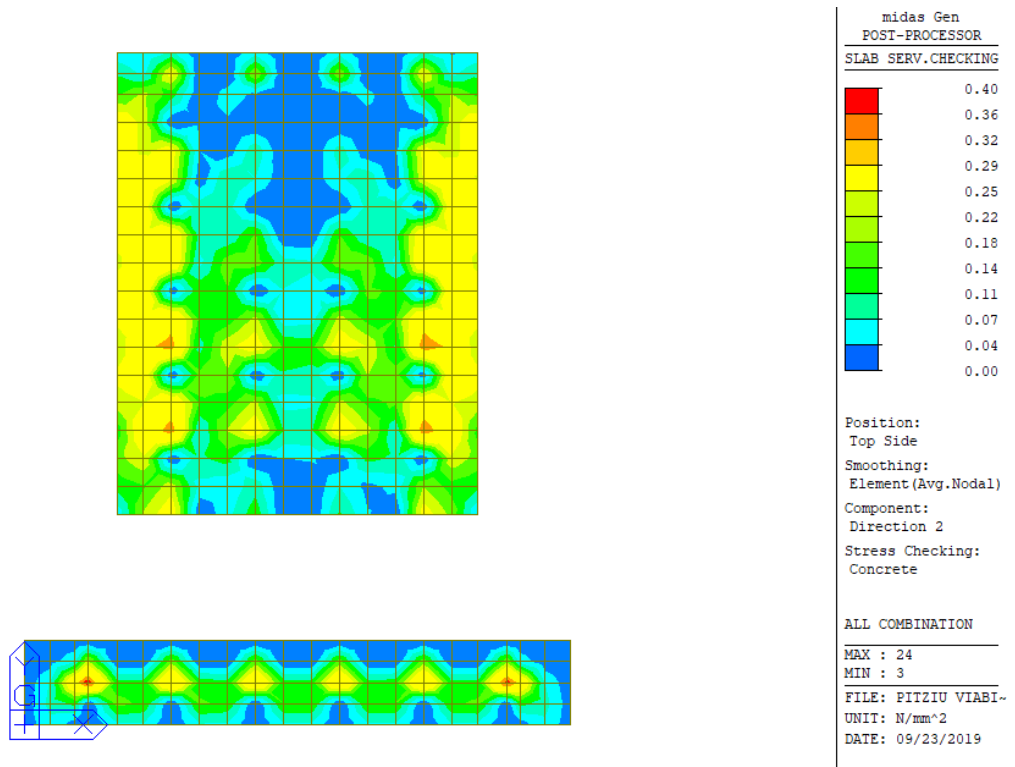 midas Gen
POST-PROCESSOR
SLAB SERV.CHECKING
0.40
0.36
0.32
0.29
0.25
0.22
0.18
0.14
0.11
0.07
0.04
0.00
Position:
Top Side
Smoothing:
Element(Avg.Nodal)
Component:
Direction 2
Stress Checking:
Concrete
ALL COMBINATION
MAX : 24
MIN : 3
FILE: PITZIU VIABI~
UNIT: N/mm^2
DATE: 09/23/2019
Y
G
X